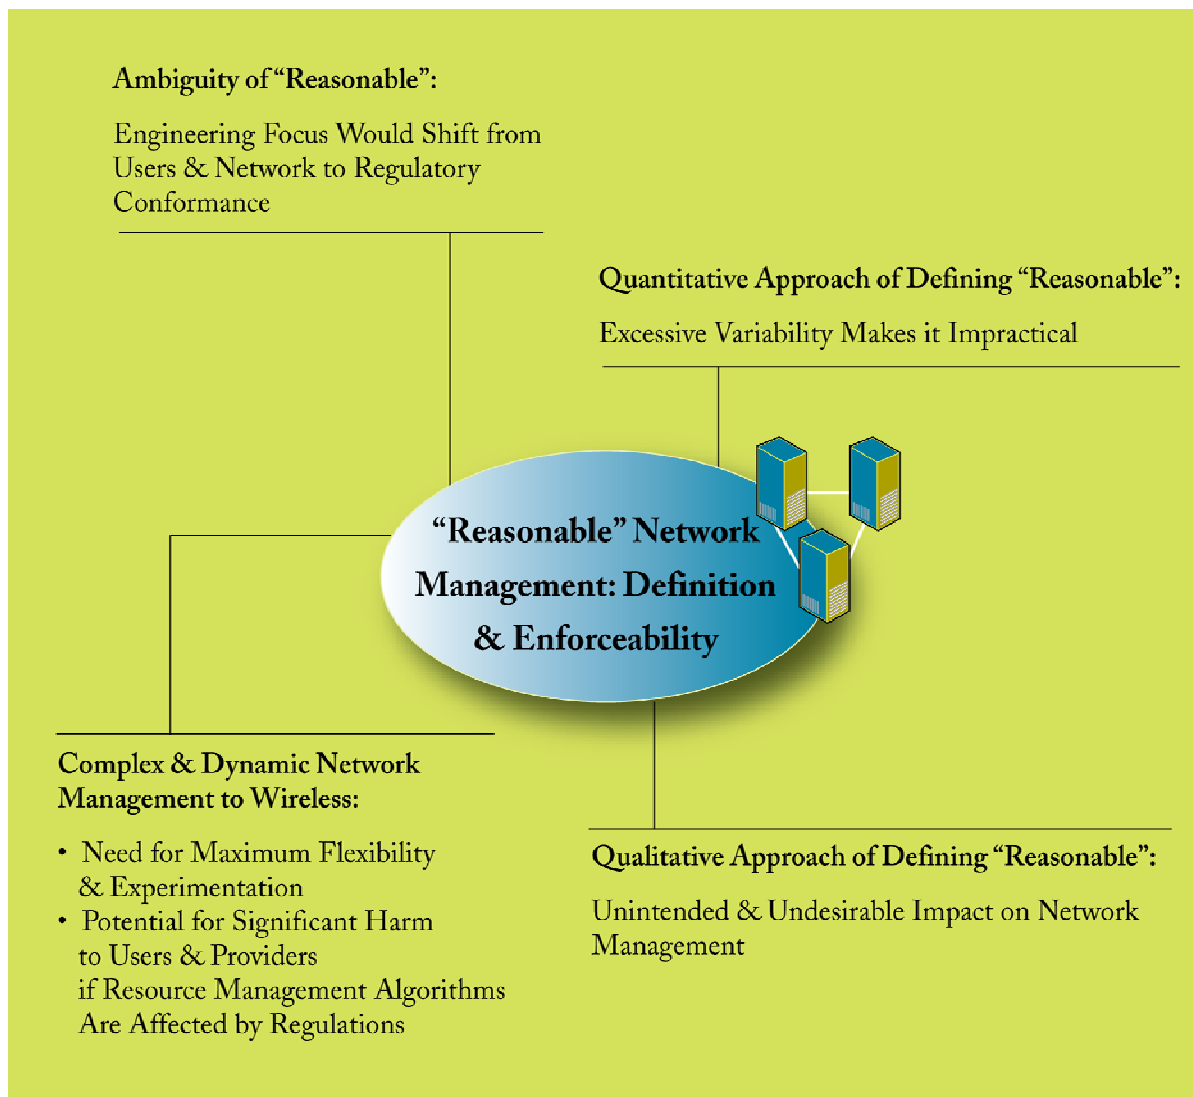 Ambiguity of “Reasonable”:
Engineering Focus Would Shift from
Users & Network to Regulatory
Conformance
Quantitative Approach of Defining “Reasonable”:
Excessive Variability Makes it Impractical
“Reasonable” Network
Management: Definition
& Enforceability
Complex & Dynamic Network
Management to Wireless:
• Need for Maximum Flexibility
& Experimentation
• Potential for Significant Harm
to Users & Providers
if Resource Management Algorithms
Are Affected by Regulations
Qualitative Approach of Defining “Reasonable”:
Unintended & Undesirable Impact on Network
Management